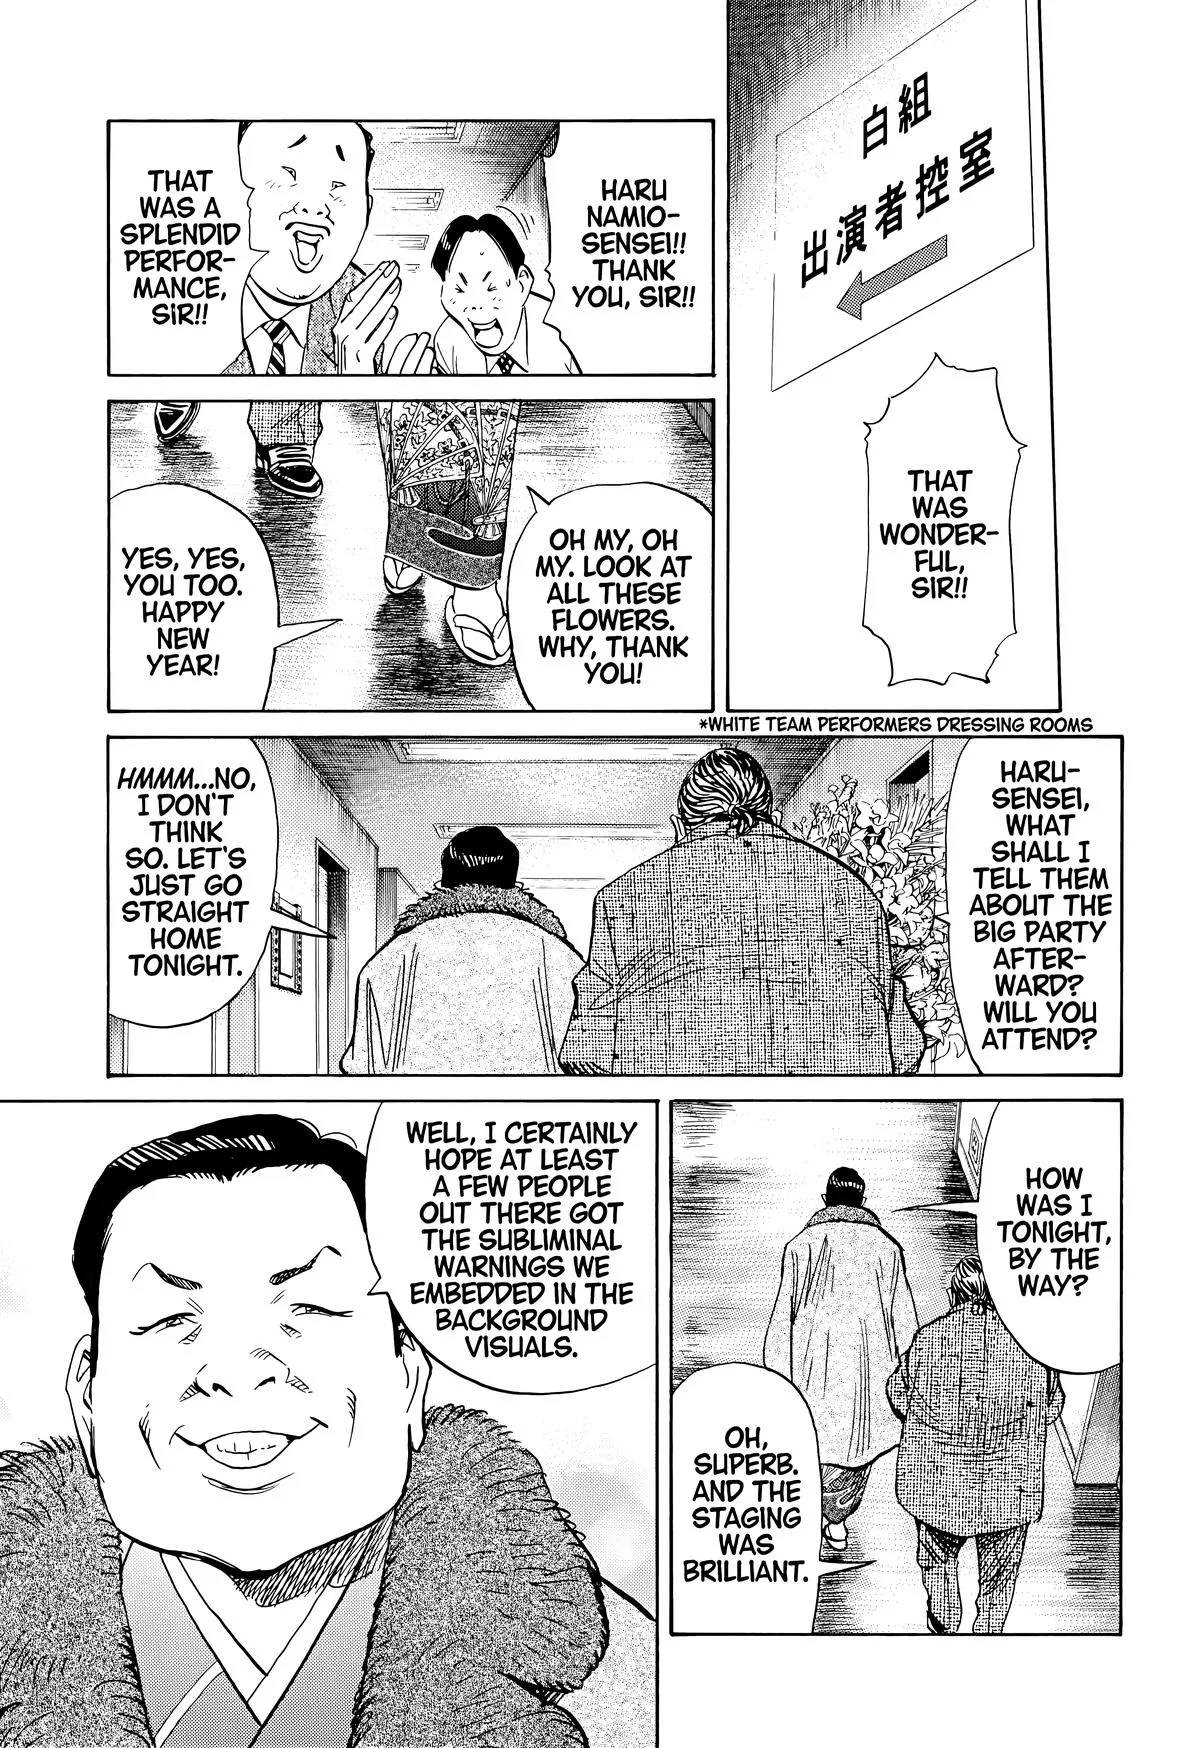 白組
出演者控室
THAT
WAS
WONDER-
FUL,
SIR!!
*WHITE TEAM PERFORMERS DRESSING ROOMS
HARU
NAMIO-
SENSEI!!
THANK
YOU, SIR!!
THAT
WAS A
SPLENDID
PERFOR-
MANCE,
SIR!!
OH MY, OH
MY. LOOK AT
ALL THESE
FLOWERS.
WHY, THANK
YOU!
YES, YES,
YOU TOO.
HAPPY
NEW
YEAR!
HARU-
SENSEI,
WHAT
SHALL I
TELL THEM
ABOUT THE
BIG PARTY
AFTER-
WARD?
WILL YOU
ATTEND?
HMMM...NO,
I DON'T
THINK
SO. LET'S
JUST GO
STRAIGHT
HOME
TONIGHT.
HOW
WAS I
TONIGHT,
BY THE
WAY?
OH,
SUPERB.
AND THE
STAGING
WAS
BRILLIANT.
WELL, I CERTAINLY
HOPE AT LEAST
A FEW PEOPLE
OUT THERE GOT
THE SUBLIMINAL
WARNINGS WE
EMBEDDED IN THE
BACKGROUND
VISUALS.